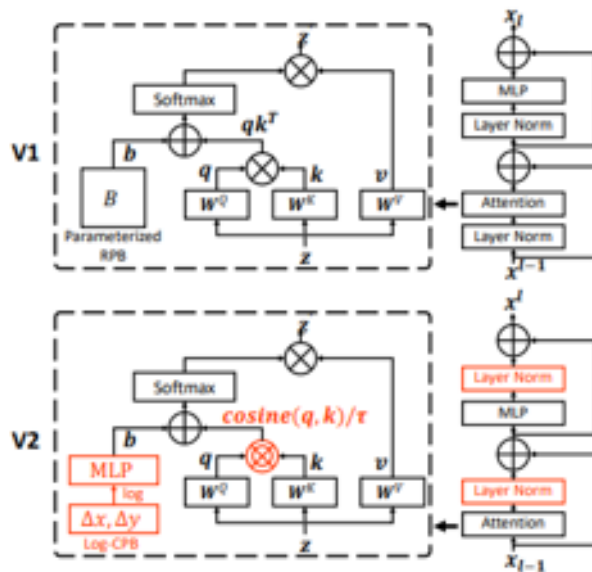 V1
z
Softmax
qkᵀ
b
B
Parameterized
RPB
q
k
v
W^Q
W^K
W^V
z
x_l
MLP
Layer Norm
Attention
Layer Norm
x^{l-1}
V2
z
Softmax
cosine(q, k)/τ
b
MLP
log
Δx, Δy
Log-CPB
q
k
v
W^Q
W^K
W^V
z
x^l
Layer Norm
MLP
Layer Norm
Attention
x_{l-1}